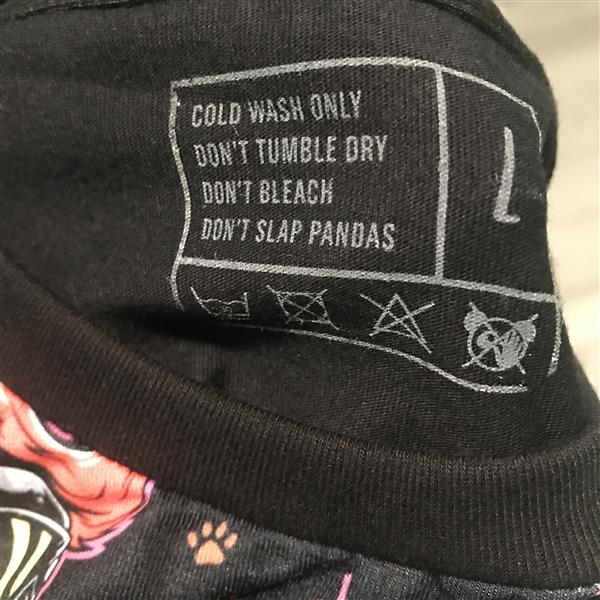 COLD WASH ONLY
DON'T TUMBLE DRY
DON'T BLEACH
DON'T SLAP PANDAS
L